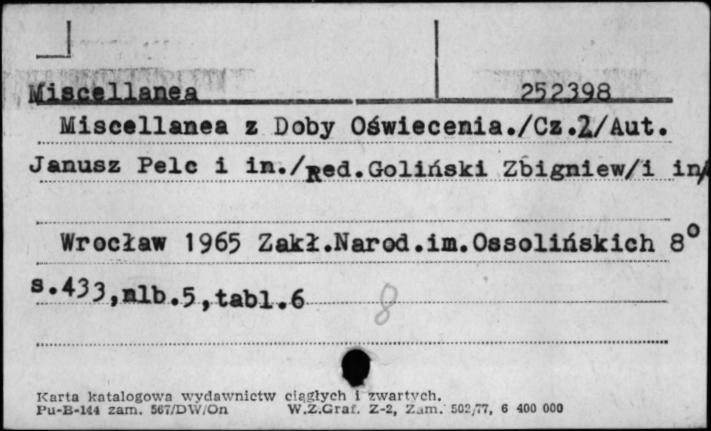 Miscellanea 252398
Miscellanea z Doby Oświecenia./Cz.2/Aut.
Janusz Pelc i in./Red.Goliński Zbigniew/i in/
Wrocław 1965 Zakł.Narod.im.Ossolińskich 8°
s.433,nlb.5,tabl.6
8
Karta katalogowa wydawnictw ciągłych i zwartych.
Pu-B-144 zam. 567/DW/On W.Z.Graf. Z-2, Zam. 502/77, 6 400 000